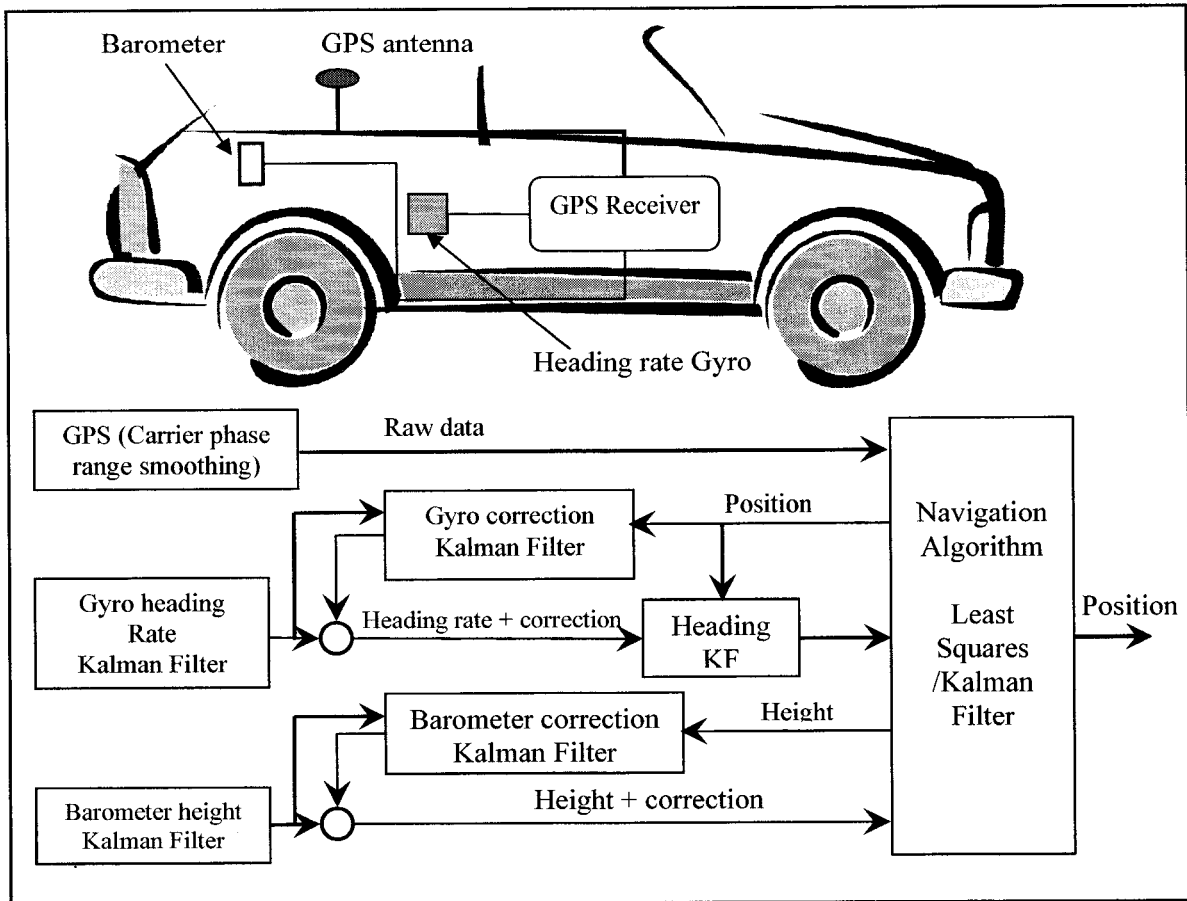 Barometer
GPS antenna
GPS Receiver
Heading rate Gyro
GPS (Carrier phase
range smoothing)
Raw data
Gyro correction
Kalman Filter
Position
Navigation
Algorithm
Least
Squares
/Kalman
Filter
Position
Gyro heading
Rate
Kalman Filter
Heading rate + correction
Heading
KF
Barometer correction
Kalman Filter
Height
Barometer height
Kalman Filter
Height + correction